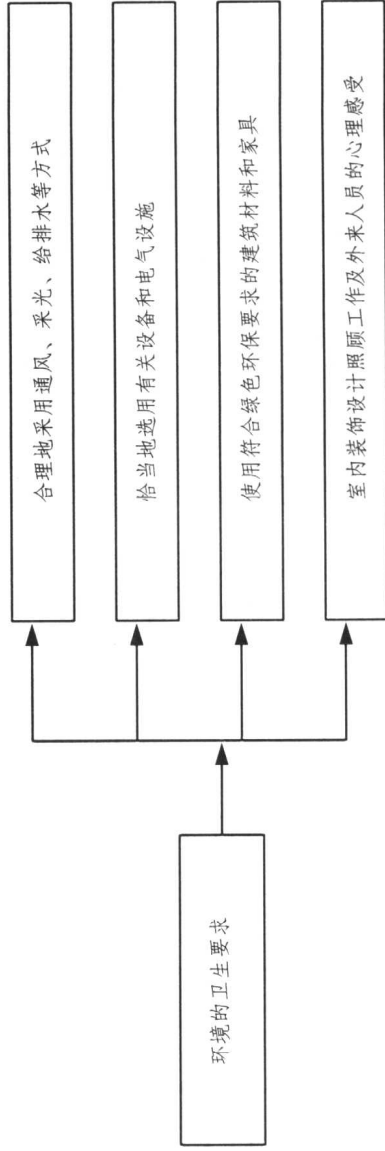 环境的卫生要求
合理地采用通风、采光、给排水等方式
恰当地选用有关设备和电气设施
使用符合绿色环保要求的建筑材料和家具
室内装饰设计照顾工作及外来人员的心理感受